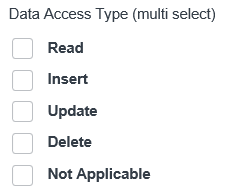 Data Access Type (multi select)
Read
Insert
Update
Delete
Not Applicable